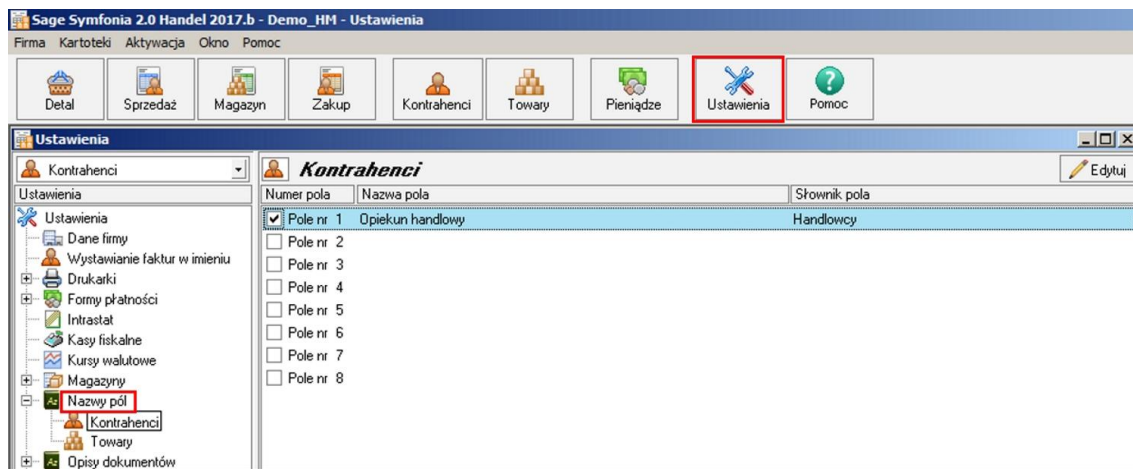 Sage Symfonia 2.0 Handel 2017.b - Demo_HM - Ustawienia
Firma Kartoteki Aktywacja Okno Pomoc
Detal Sprzedaż Magazyn Zakup Kontrahenci Towary Pieniądze Ustawienia Pomoc
Ustawienia
Kontrahenci
Kontrahenci
Edytuj
Ustawienia
Numer pola Nazwa pola Słownik pola
Ustawienia
Dane firmy
Wystawianie faktur w imieniu
Drukarki
Formy płatności
Intrastat
Kasy fiskalne
Kursy walutowe
Magazyny
Nazwy pól
Kontrahenci
Towary
Opisy dokumentów
Pole nr 1 Opiekun handlowy Handlowcy
Pole nr 2
Pole nr 3
Pole nr 4
Pole nr 5
Pole nr 6
Pole nr 7
Pole nr 8